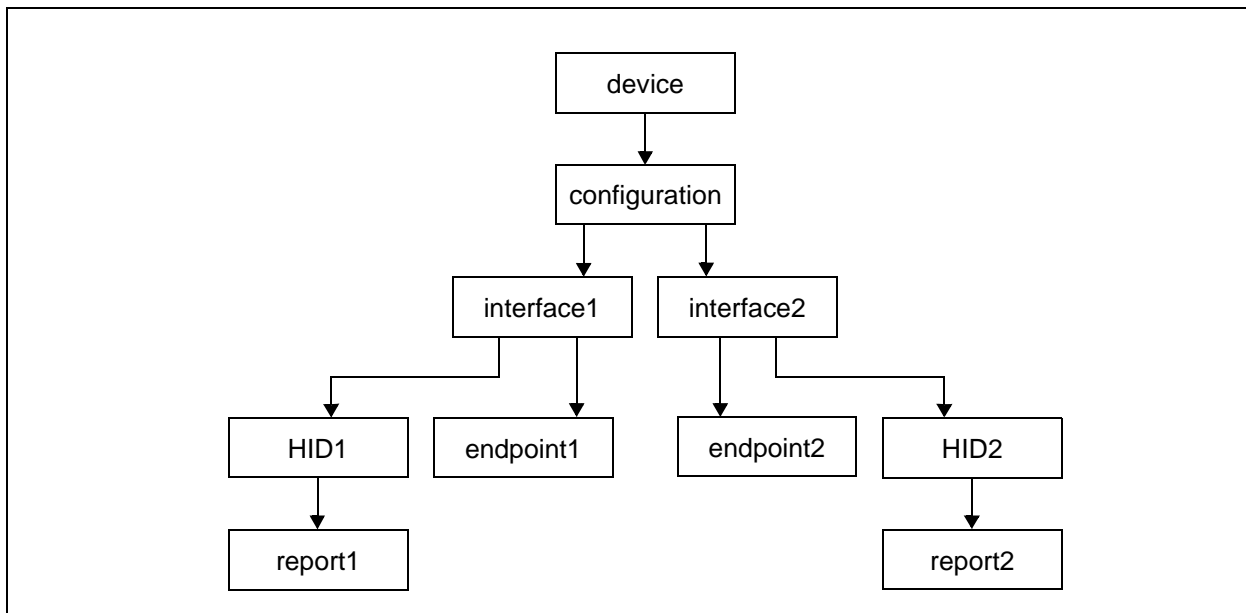 device
configuration
interface1
interface2
HID1
endpoint1
endpoint2
HID2
report1
report2